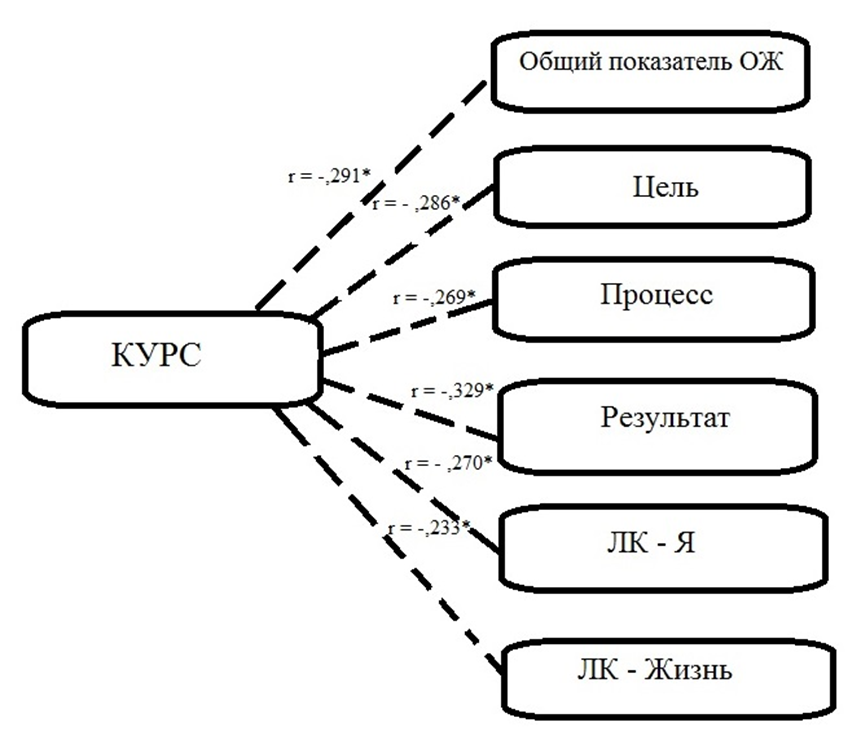 Общий показатель ОЖ
r = -,291*
Цель
r = - ,286*
Процесс
r = -,269*
КУРС
r = -,329*
Результат
r = - ,270*
ЛК - Я
r = -,233*
ЛК - Жизнь